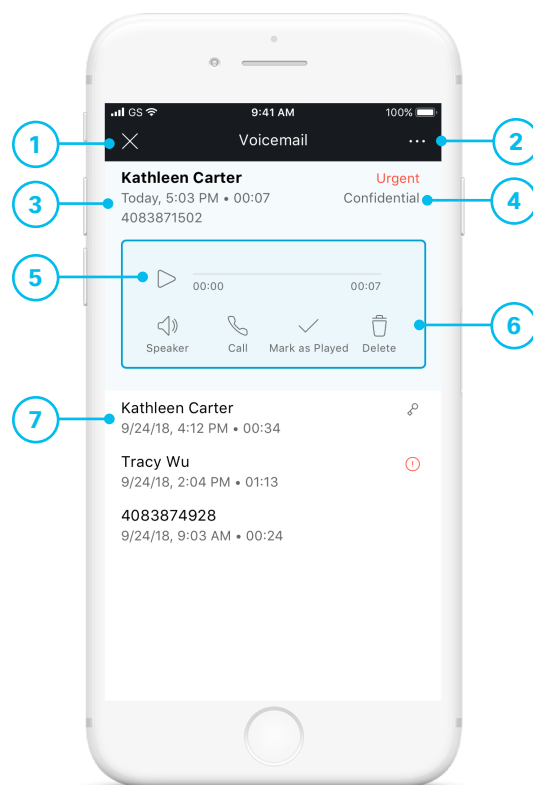 GS 9:41 AM 100%
1 Voicemail ... 2
Kathleen Carter Urgent
3 Today, 5:03 PM • 00:07 Confidential 4
4083871502
5
00:00 00:07
6
Speaker Call Mark as Played Delete
7 Kathleen Carter
9/24/18, 4:12 PM • 00:34
Tracy Wu
9/24/18, 2:04 PM • 01:13
4083874928
9/24/18, 9:03 AM • 00:24